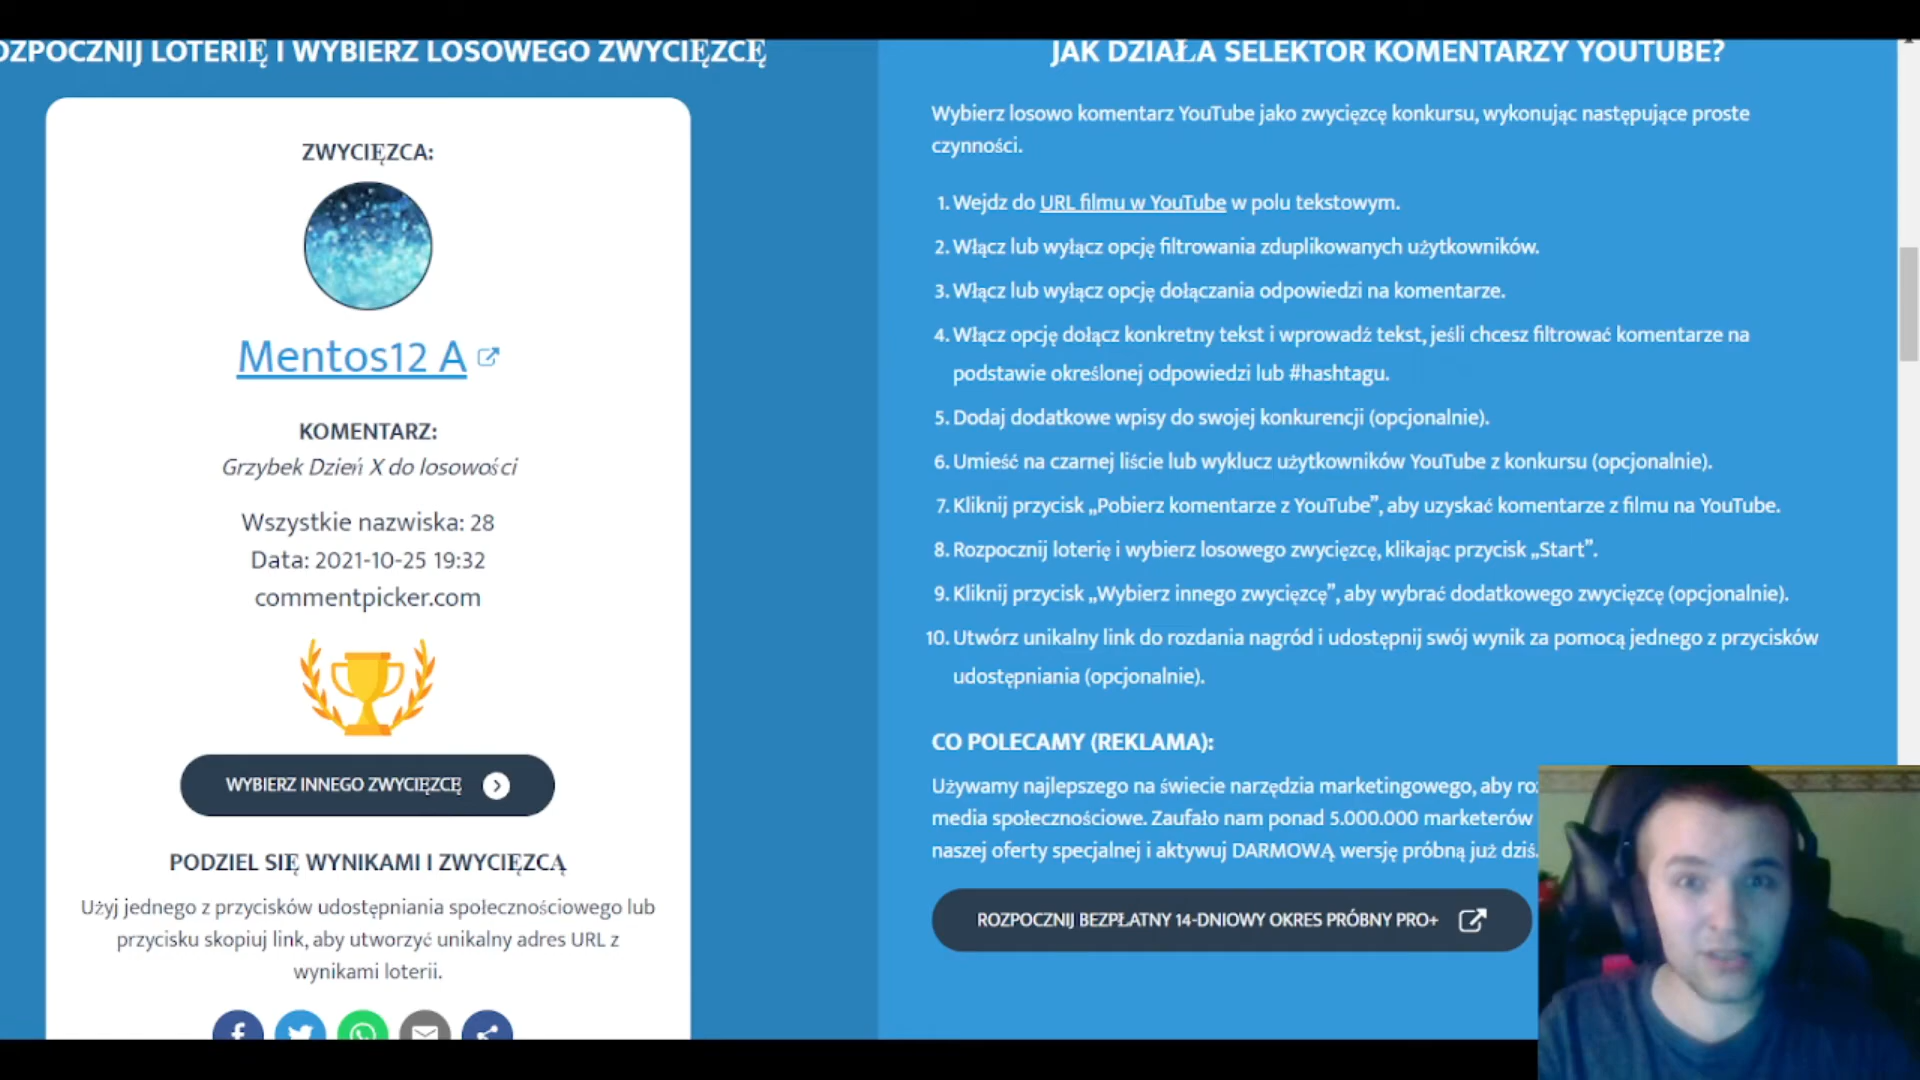 OZPOCZNIJ LOTERIĘ I WYBIERZ LOSOWEGO ZWYCIĘZCĘ
ZWYCIĘZCA:
Mentos12 A
KOMENTARZ:
Grzybek Dzień X do losowości
Wszystkie nazwiska: 28
Data: 2021-10-25 19:32
commentpicker.com
WYBIERZ INNEGO ZWYCIĘZCĘ
PODZIEL SIĘ WYNIKAMI I ZWYCIĘZCĄ
Użyj jednego z przycisków udostępniania społecznościowego lub
przycisku skopiuj link, aby utworzyć unikalny adres URL z
wynikami loterii.
JAK DZIAŁA SELEKTOR KOMENTARZY YOUTUBE?
Wybierz losowo komentarz YouTube jako zwycięzcę konkursu, wykonując następujące proste
czynności.
1. Wejdz do URL filmu w YouTube w polu tekstowym.
2. Włącz lub wyłącz opcję filtrowania zduplikowanych użytkowników.
3. Włącz lub wyłącz opcję dołączania odpowiedzi na komentarze.
4. Włącz opcję dołącz konkretny tekst i wprowadź tekst, jeśli chcesz filtrować komentarze na
podstawie określonej odpowiedzi lub #hashtagu.
5. Dodaj dodatkowe wpisy do swojej konkurencji (opcjonalnie).
6. Umieść na czarnej liście lub wyklucz użytkowników YouTube z konkursu (opcjonalnie).
7. Kliknij przycisk „Pobierz komentarze z YouTube”, aby uzyskać komentarze z filmu na YouTube.
8. Rozpocznij loterię i wybierz losowego zwycięzcę, klikając przycisk „Start”.
9. Kliknij przycisk „Wybierz innego zwycięzcę”, aby wybrać dodatkowego zwycięzcę (opcjonalnie).
10. Utwórz unikalny link do rozdania nagród i udostępnij swój wynik za pomocą jednego z przycisków
udostępniania (opcjonalnie).
CO POLECAMY (REKLAMA):
Używamy najlepszego na świecie narzędzia marketingowego, aby ro
media społecznościowe. Zaufało nam ponad 5.000.000 marketerów
naszej oferty specjalnej i aktywuj DARMOWĄ wersję próbną już dziś.
ROZPOCZNIJ BEZPŁATNY 14-DNIOWY OKRES PRÓBNY PRO+